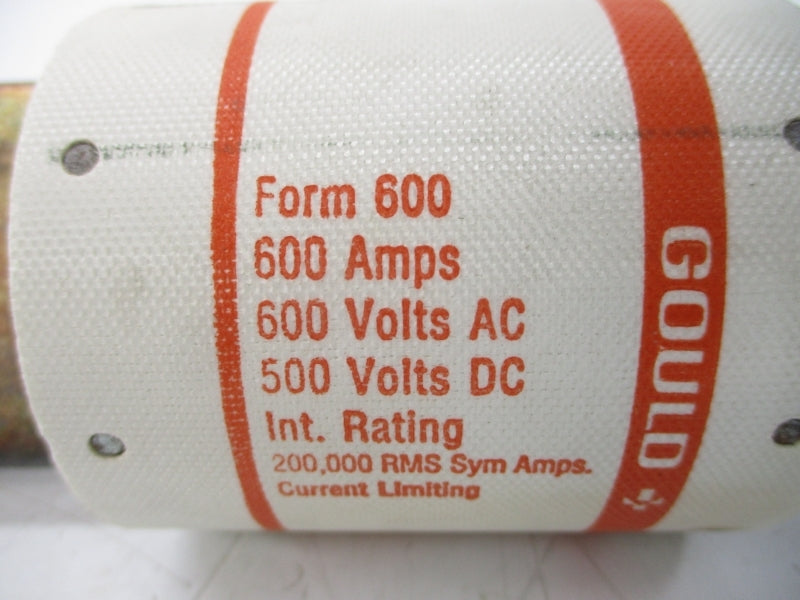 Form 600
600 Amps
600 Volts AC
500 Volts DC
Int. Rating
200,000 RMS Sym Amps.
Current Limiting
GOULD